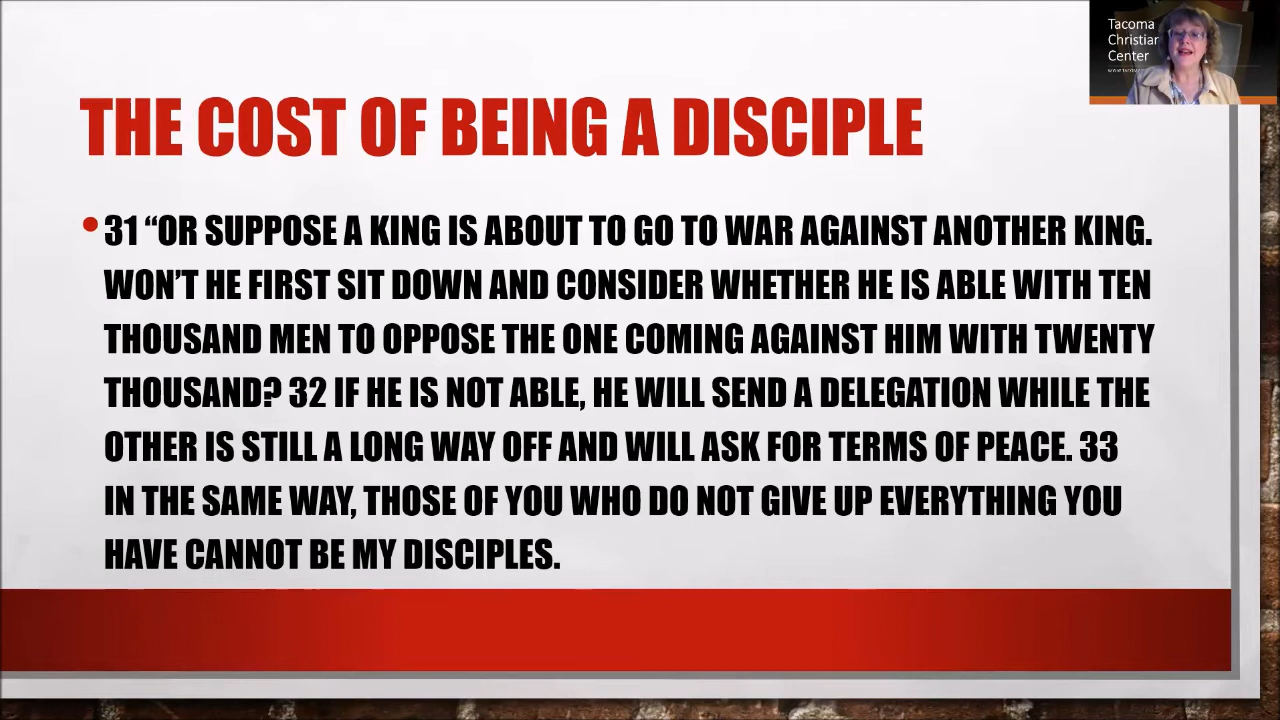 Tacoma
Christian
Center
THE COST OF BEING A DISCIPLE
• 31 “OR SUPPOSE A KING IS ABOUT TO GO TO WAR AGAINST ANOTHER KING.
WON’T HE FIRST SIT DOWN AND CONSIDER WHETHER HE IS ABLE WITH TEN
THOUSAND MEN TO OPPOSE THE ONE COMING AGAINST HIM WITH TWENTY
THOUSAND? 32 IF HE IS NOT ABLE, HE WILL SEND A DELEGATION WHILE THE
OTHER IS STILL A LONG WAY OFF AND WILL ASK FOR TERMS OF PEACE. 33
IN THE SAME WAY, THOSE OF YOU WHO DO NOT GIVE UP EVERYTHING YOU
HAVE CANNOT BE MY DISCIPLES.